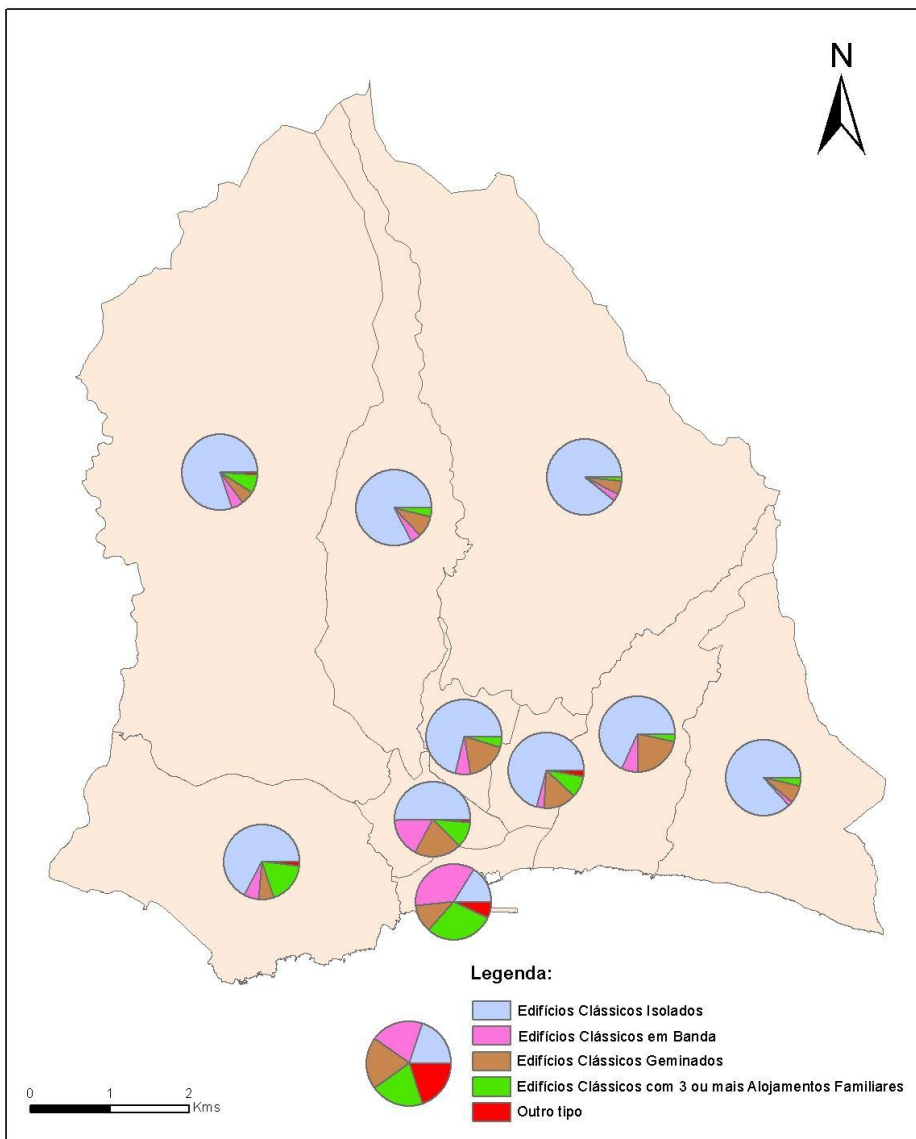 N
Legenda:
Edifícios Clássicos Isolados
Edifícios Clássicos em Banda
Edifícios Clássicos Geminados
Edifícios Clássicos com 3 ou mais Alojamentos Familiares
Outro tipo
0 1 2
Kms